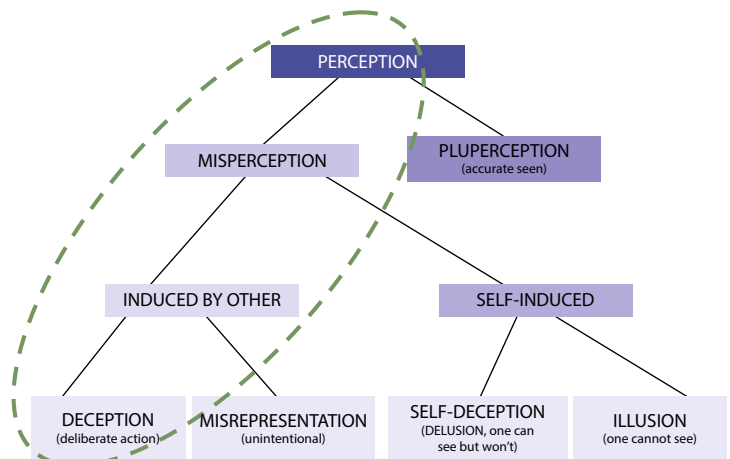 PERCEPTION
MISPERCEPTION
PLUPERCEPTION
(accurate seen)
INDUCED BY OTHER
SELF-INDUCED
DECEPTION
(deliberate action)
MISREPRESENTATION
(unintentional)
SELF-DECEPTION
(DELUSION, one can
see but won't)
ILLUSION
(one cannot see)